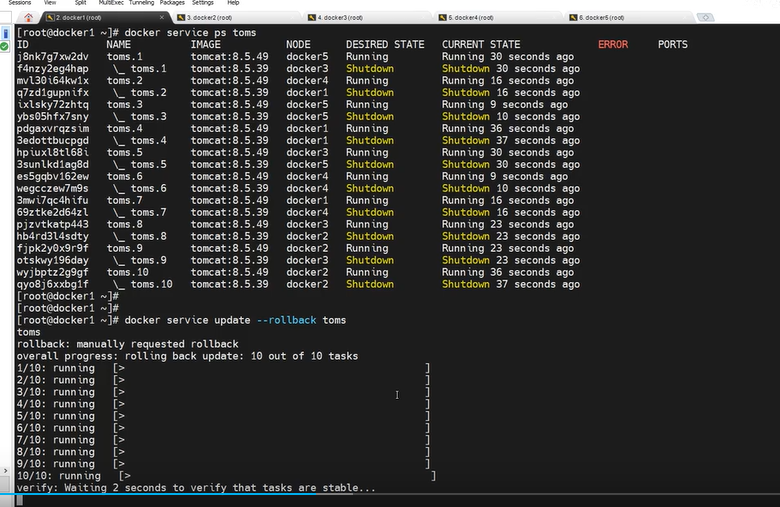 Sessions View Split MultiExec Tunneling Packages Settings Help
2. docker1 (root) 3. docker2 (root) 4. docker3 (root) 5. docker4 (root) 6. docker5 (root)
[root@docker1 ~]# docker service ps toms
ID NAME IMAGE NODE DESIRED STATE CURRENT STATE ERROR PORTS
j8nk7g7xw2dv toms.1 tomcat:8.5.49 docker5 Running Running 30 seconds ago
f4nzy2eg4hap \_ toms.1 tomcat:8.5.39 docker3 Shutdown Shutdown 30 seconds ago
mvl30i64kw1x toms.2 tomcat:8.5.49 docker4 Running Running 16 seconds ago
q7zd1gupnifx \_ toms.2 tomcat:8.5.39 docker1 Shutdown Shutdown 16 seconds ago
ixlsky72zhtq toms.3 tomcat:8.5.49 docker5 Running Running 9 seconds ago
ybs05hfx7sny \_ toms.3 tomcat:8.5.39 docker5 Shutdown Shutdown 10 seconds ago
pdgaxvrqzsim toms.4 tomcat:8.5.49 docker1 Running Running 36 seconds ago
3edottbucpgd \_ toms.4 tomcat:8.5.39 docker1 Shutdown Shutdown 37 seconds ago
hpiuxl8tl68i toms.5 tomcat:8.5.49 docker3 Running Running 30 seconds ago
3sunlkd1ag8d \_ toms.5 tomcat:8.5.39 docker5 Shutdown Shutdown 30 seconds ago
es5gqbv162ew toms.6 tomcat:8.5.49 docker4 Running Running 9 seconds ago
wegcczew7m9s \_ toms.6 tomcat:8.5.39 docker4 Shutdown Shutdown 10 seconds ago
3mwi7qc4hifu toms.7 tomcat:8.5.49 docker1 Running Running 16 seconds ago
69ztke2d64zl \_ toms.7 tomcat:8.5.39 docker4 Shutdown Shutdown 16 seconds ago
pjzvtkatp443 toms.8 tomcat:8.5.49 docker3 Running Running 23 seconds ago
hb4rd3l4sdty \_ toms.8 tomcat:8.5.39 docker2 Shutdown Shutdown 23 seconds ago
fjpk2y0x9r9f toms.9 tomcat:8.5.49 docker2 Running Running 23 seconds ago
otskwy196day \_ toms.9 tomcat:8.5.39 docker3 Shutdown Shutdown 23 seconds ago
wyjbptz2g9gf toms.10 tomcat:8.5.49 docker2 Running Running 36 seconds ago
qyo8j6xxbg1f \_ toms.10 tomcat:8.5.39 docker2 Shutdown Shutdown 37 seconds ago
[root@docker1 ~]#
[root@docker1 ~]#
[root@docker1 ~]# docker service update --rollback toms
toms
rollback: manually requested rollback
overall progress: rolling back update: 10 out of 10 tasks
1/10: running [> ]
2/10: running [> ]
3/10: running [> ]
4/10: running [> ]
5/10: running [> ]
6/10: running [> ]
7/10: running [> ]
8/10: running [> ]
9/10: running [> ]
10/10: running [> ]
verify: Waiting 2 seconds to verify that tasks are stable...